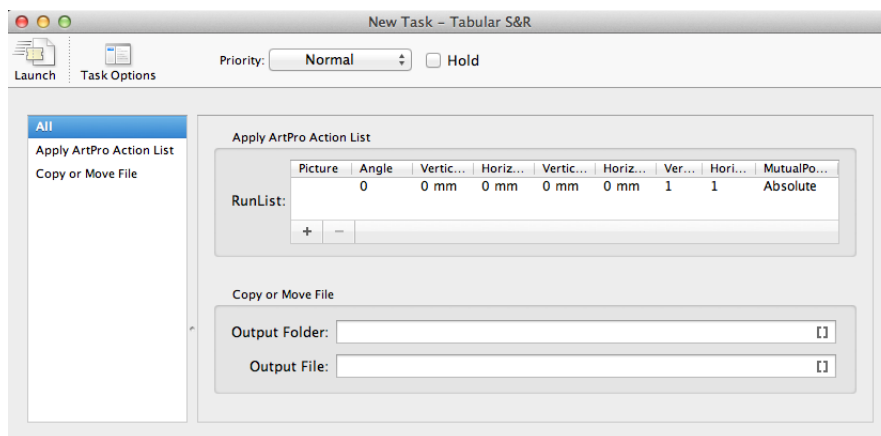 New Task - Tabular S&R
Launch Task Options Priority: Normal Hold
All
Apply ArtPro Action List
Copy or Move File
Apply ArtPro Action List
Picture Angle Vertic... Horiz... Vertic... Horiz... Ver... Hori... MutualPo...
RunList: 0 0 mm 0 mm 0 mm 0 mm 1 1 Absolute
+ −
Copy or Move File
Output Folder: []
Output File: []